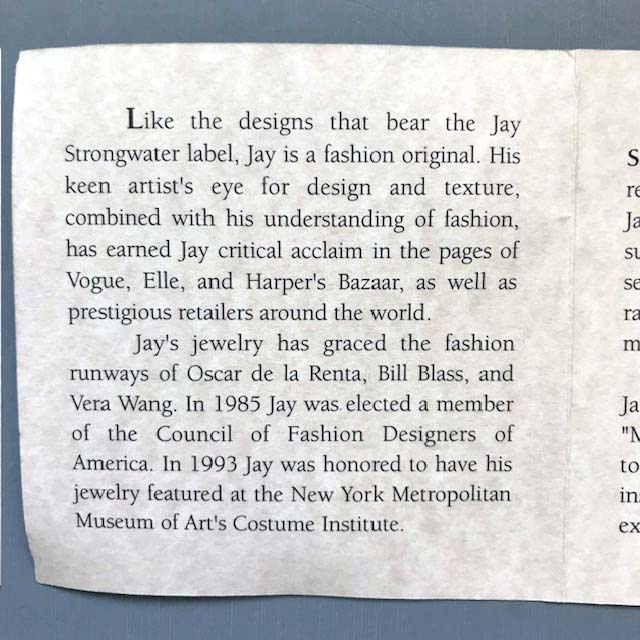 Like the designs that bear the Jay
Strongwater label, Jay is a fashion original. His
keen artist's eye for design and texture,
combined with his understanding of fashion,
has earned Jay critical acclaim in the pages of
Vogue, Elle, and Harper's Bazaar, as well as
prestigious retailers around the world.
Jay's jewelry has graced the fashion
runways of Oscar de la Renta, Bill Blass, and
Vera Wang. In 1985 Jay was elected a member
of the Council of Fashion Designers of
America. In 1993 Jay was honored to have his
jewelry featured at the New York Metropolitan
Museum of Art's Costume Institute.